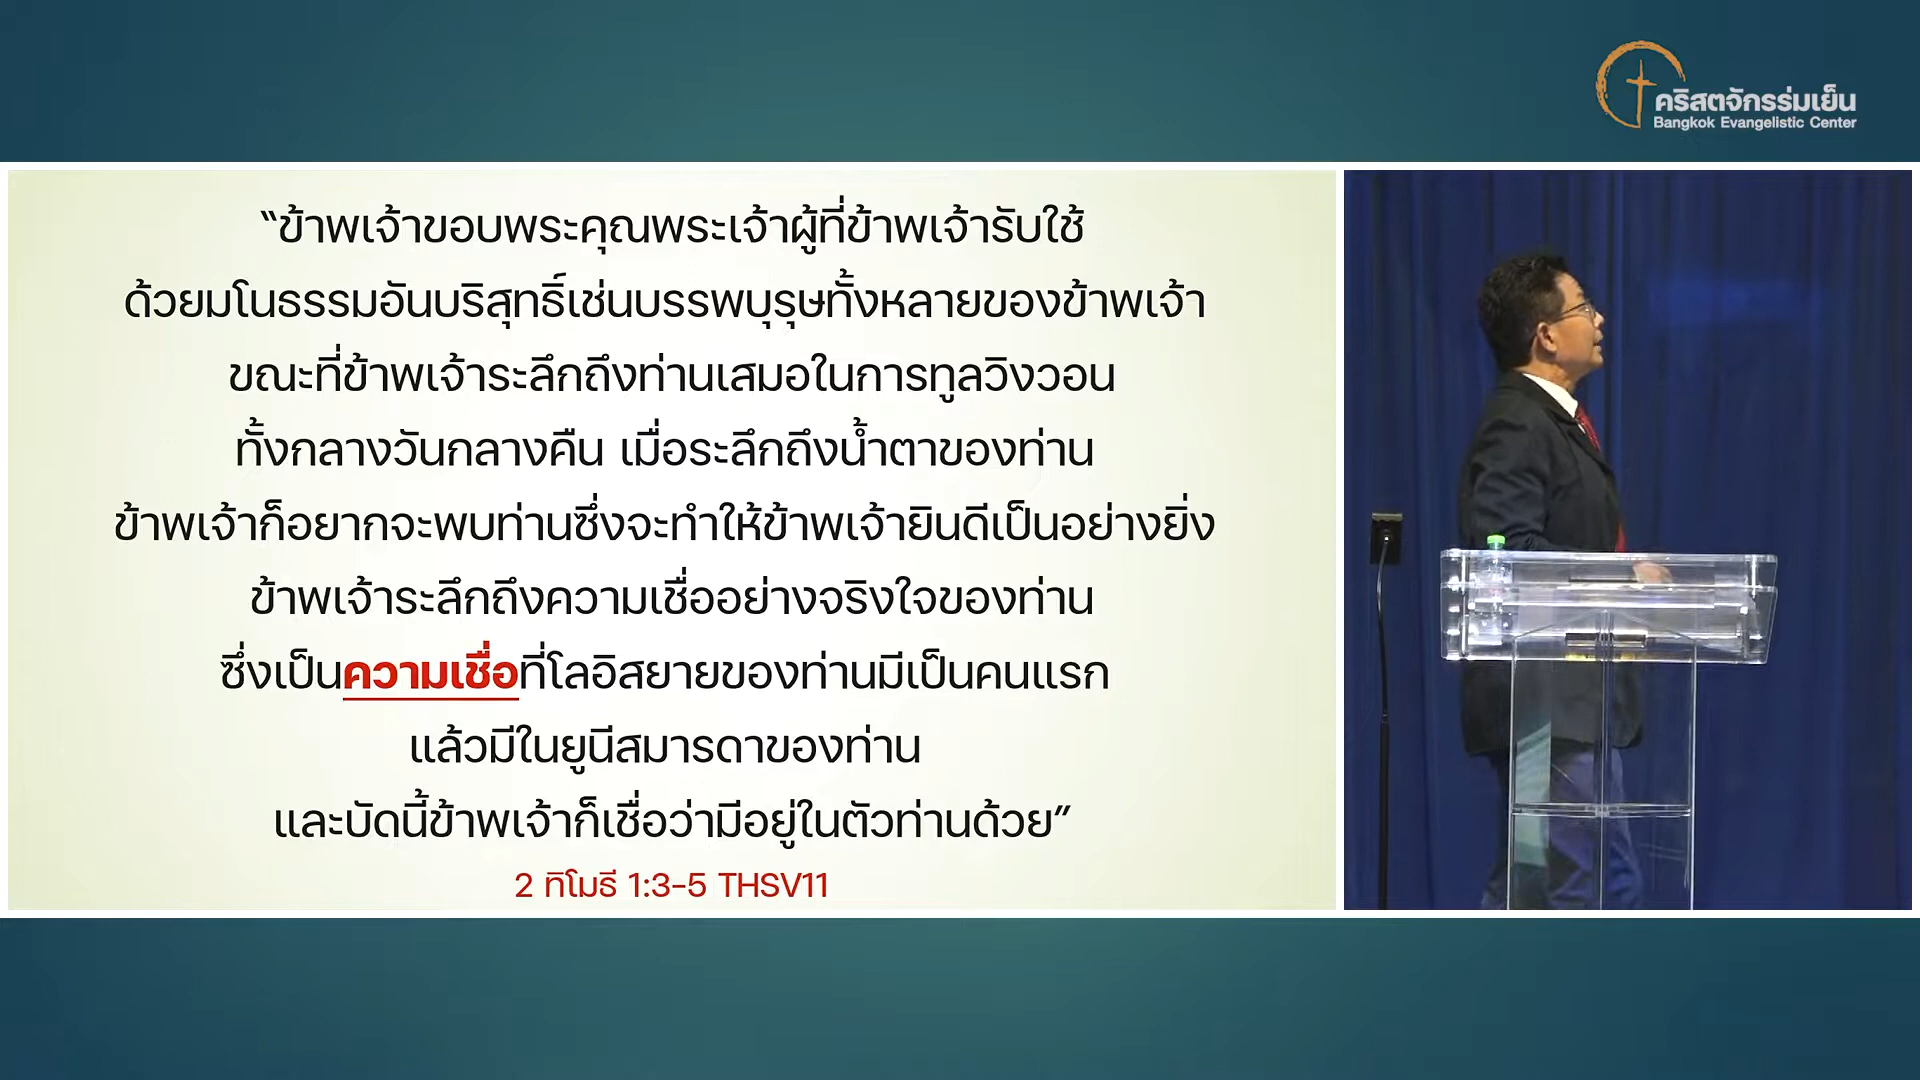 คริสตจักรร่มเย็น
Bangkok Evangelistic Center
“ข้าพเจ้าขอบพระคุณพระเจ้าผู้ที่ข้าพเจ้ารับใช้
ด้วยมโนธรรมอันบริสุทธิ์เช่นบรรพบุรุษทั้งหลายของข้าพเจ้า
ขณะที่ข้าพเจ้าระลึกถึงท่านเสมอในการทูลวิงวอน
ทั้งกลางวันกลางคืน เมื่อระลึกถึงน้ำตาของท่าน
ข้าพเจ้าก็อยากจะพบท่านซึ่งจะทำให้ข้าพเจ้ายินดีเป็นอย่างยิ่ง
ข้าพเจ้าระลึกถึงความเชื่ออย่างจริงใจของท่าน
ซึ่งเป็นความเชื่อที่โลอิสยายของท่านมีเป็นคนแรก
แล้วมีในยูนีสมารดาของท่าน
และบัดนี้ข้าพเจ้าก็เชื่อว่ามีอยู่ในตัวท่านด้วย”
2 ทิโมธี 1:3-5 THSV11